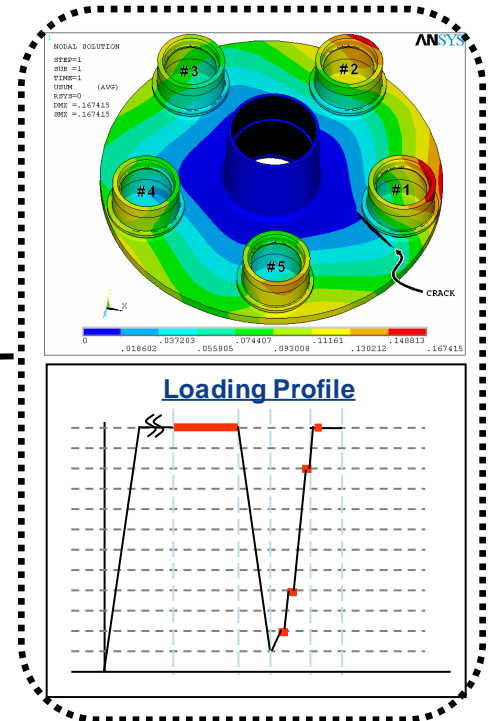 1
ANSYS
NODAL SOLUTION
STEP=1
SUB =1
TIME=1
USUM (AVG)
RSYS=0
DMX =.167415
SMX =.167415
#3
#2
#4
#1
#5
CRACK
Y
Z X
0 .037203 .074407 .11161 .148813
.018602 .055805 .093008 .130212 .167415
Loading Profile